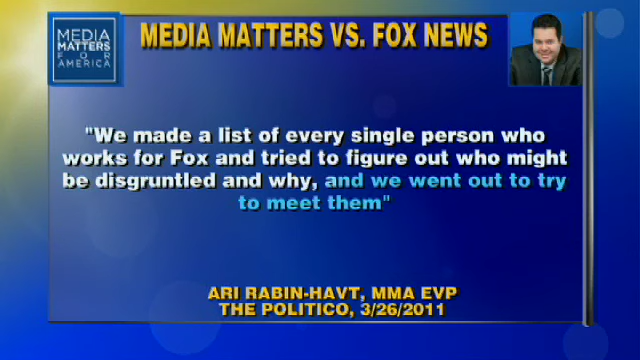 MEDIA
MATTERS
FOR
AMERICA
MEDIA MATTERS VS. FOX NEWS
"We made a list of every single person who
works for Fox and tried to figure out who might
be disgruntled and why, and we went out to try
to meet them"
ARI RABIN-HAVT, MMA EVP
THE POLITICO, 3/26/2011